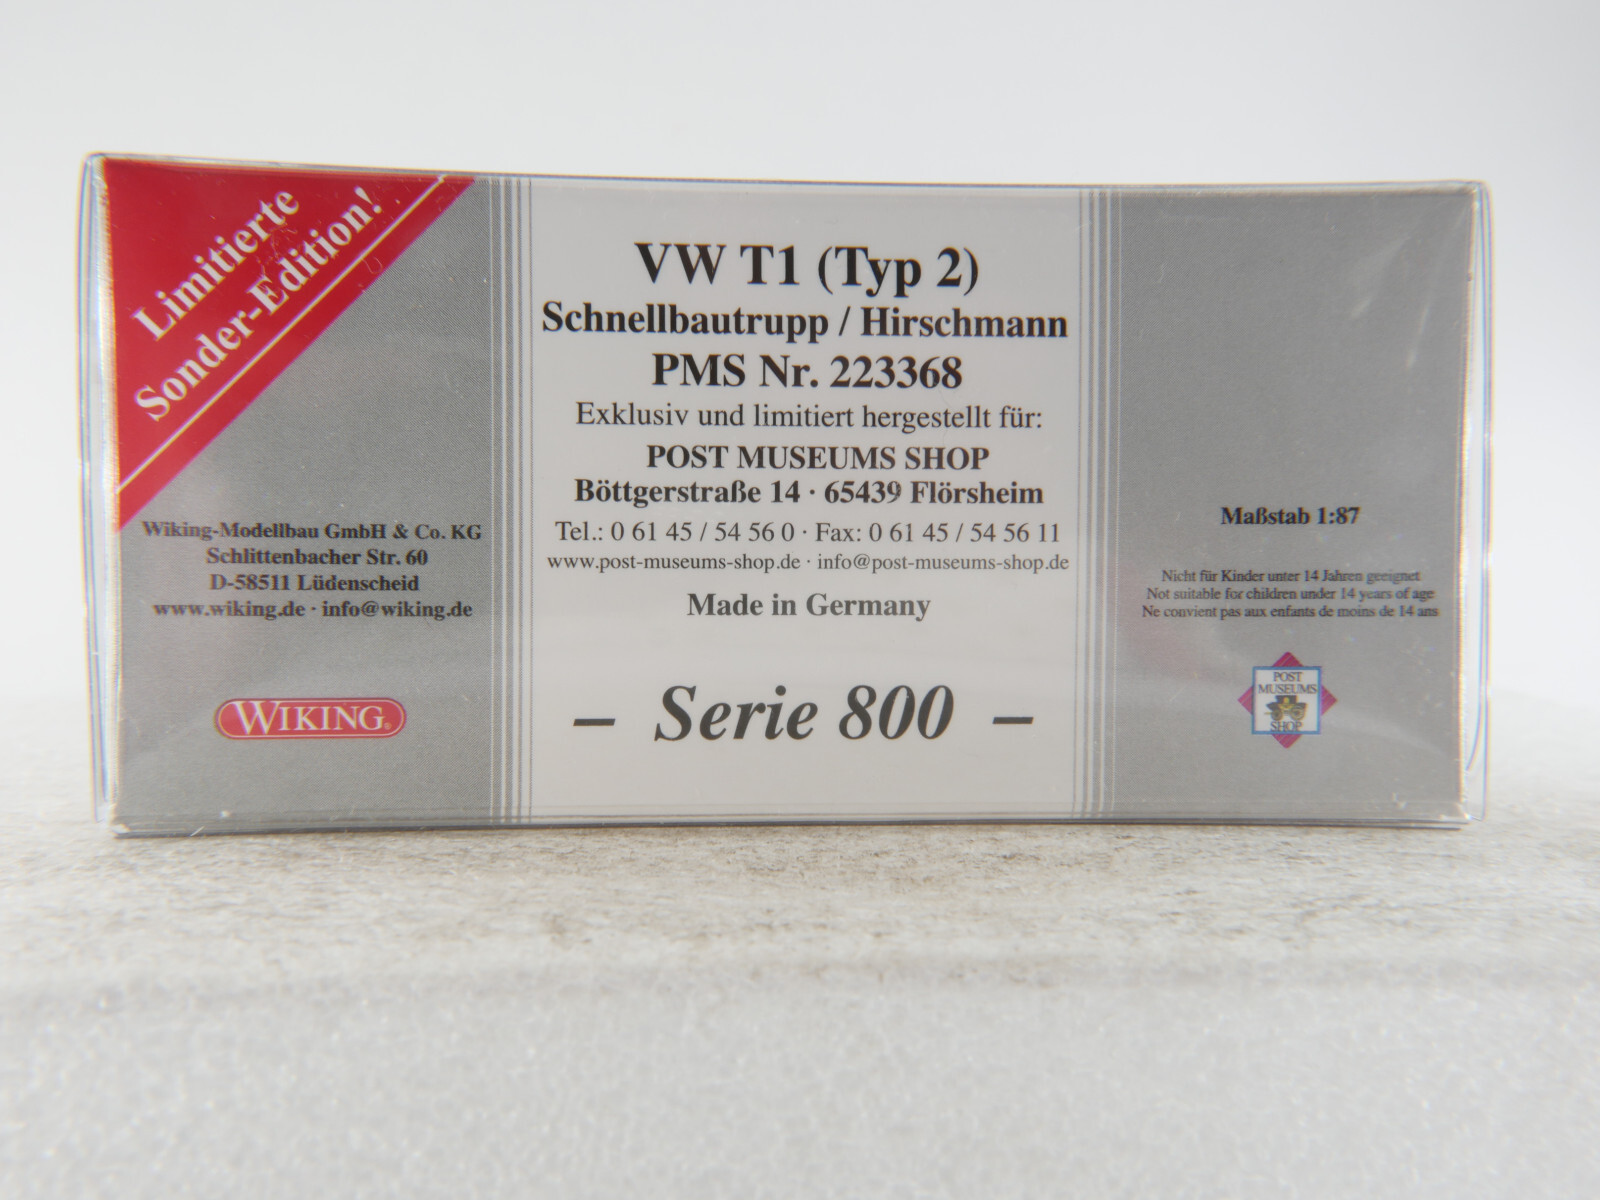 Limitierte
Sonder-Edition!
Wiking-Modellbau GmbH & Co. KG
Schlittenbacher Str. 60
D-58511 Lüdenscheid
www.wiking.de · info@wiking.de
WIKING®
VW T1 (Typ 2)
Schnellbautrupp / Hirschmann
PMS Nr. 223368
Exklusiv und limitiert hergestellt für:
POST MUSEUMS SHOP
Böttgerstraße 14 · 65439 Flörsheim
Tel.: 0 61 45 / 54 56 0 · Fax: 0 61 45 / 54 56 11
www.post-museums-shop.de · info@post-museums-shop.de
Made in Germany
– Serie 800 –
Maßstab 1:87
Nicht für Kinder unter 14 Jahren geeignet
Not suitable for children under 14 years of age
Ne convient pas aux enfants de moins de 14 ans
POST
MUSEUMS
SHOP